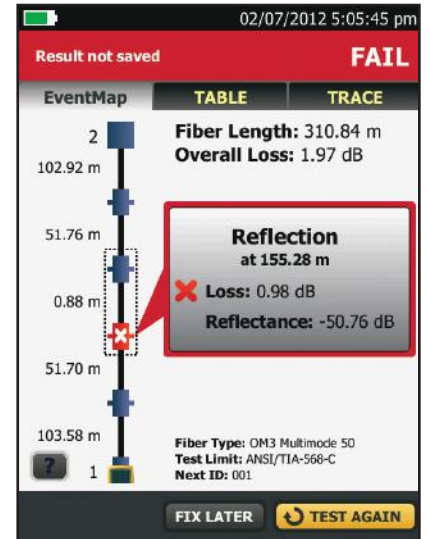 02/07/2012 5:05:45 pm
Result not saved FAIL
EventMap TABLE TRACE
2
Fiber Length: 310.84 m
Overall Loss: 1.97 dB
102.92 m
51.76 m
Reflection
at 155.28 m
Loss: 0.98 dB
0.88 m
Reflectance: -50.76 dB
51.70 m
103.58 m
Fiber Type: OM3 Multimode 50
Test Limit: ANSI/TIA-568-C
Next ID: 001
?
1
FIX LATER TEST AGAIN